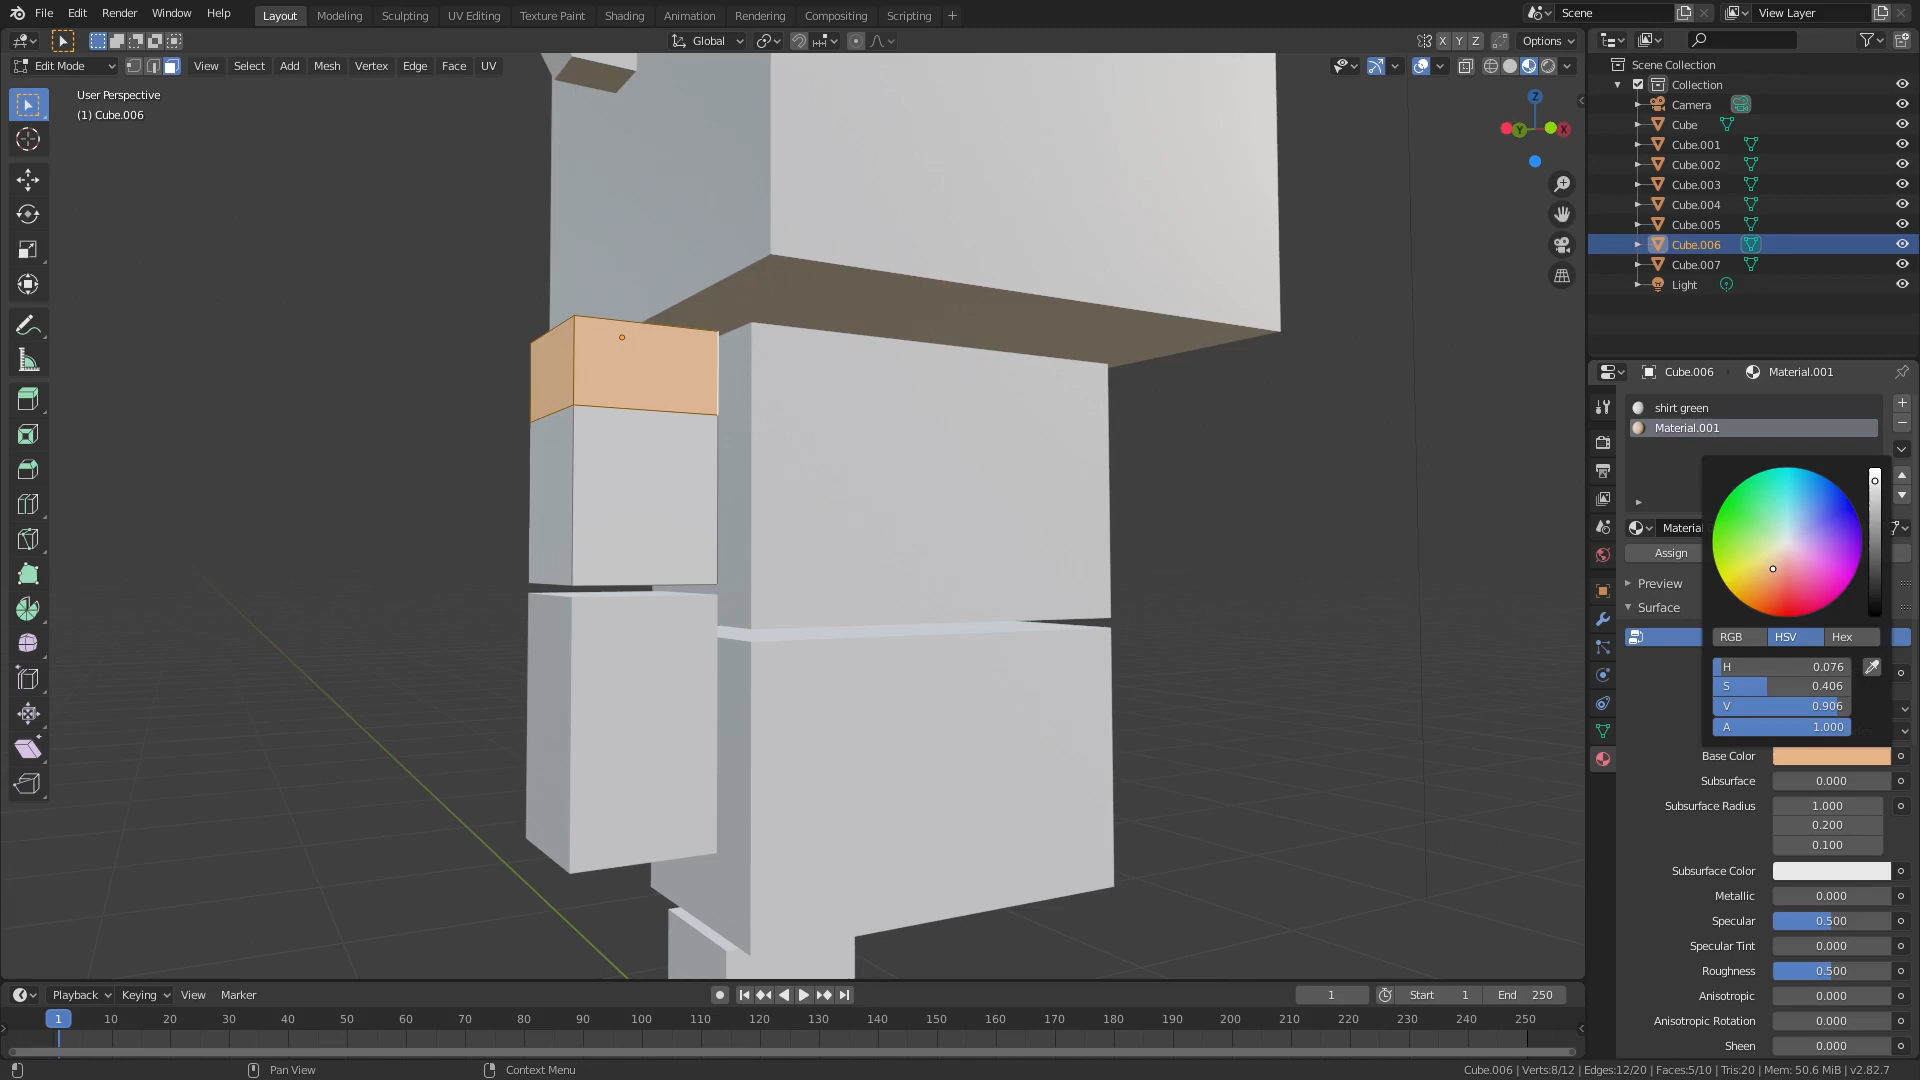 File Edit Render Window Help Layout Modeling Sculpting UV Editing Texture Paint Shading Animation Rendering Compositing Scripting + Scene View Layer
Global X Y Z Options
Edit Mode View Select Add Mesh Vertex Edge Face UV
User Perspective
(1) Cube.006
Z
Y
X
Scene Collection
Collection
Camera
Cube
Cube.001
Cube.002
Cube.003
Cube.004
Cube.005
Cube.006
Cube.007
Light
Cube.006 Material.001
shirt green
Material.001
Material
Assign
Preview
Surface
RGB HSV Hex
H 0.076
S 0.406
V 0.906
A 1.000
Base Color
Subsurface 0.000
Subsurface Radius 1.000
0.200
0.100
Subsurface Color
Metallic 0.000
Specular 0.500
Specular Tint 0.000
Roughness 0.500
Anisotropic 0.000
Anisotropic Rotation 0.000
Sheen 0.000
Playback Keying View Marker 1 Start 1 End 250
1 10 20 30 40 50 60 70 80 90 100 110 120 130 140 150 160 170 180 190 200 210 220 230 240 250
Pan View Context Menu Cube.006 | Verts:8/12 | Edges:12/20 | Faces:5/10 | Tris:20 | Mem: 50.6 MiB | v2.82.7